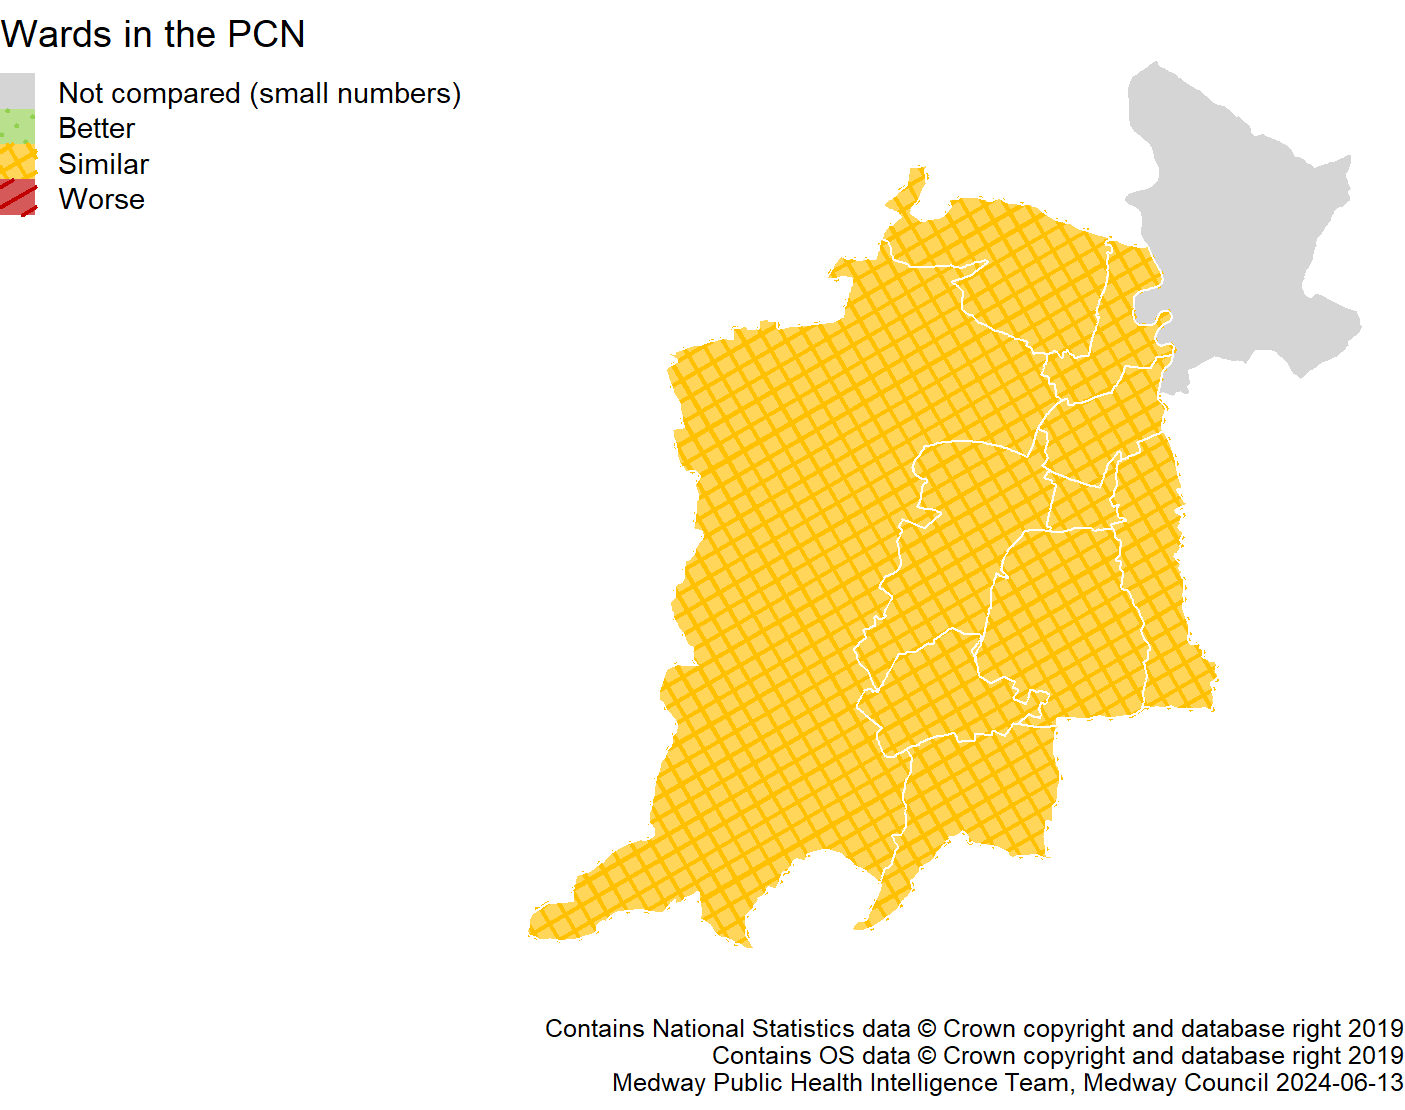 Wards in the PCN
Not compared (small numbers)
Better
Similar
Worse
Contains National Statistics data © Crown copyright and database right 2019
Contains OS data © Crown copyright and database right 2019
Medway Public Health Intelligence Team, Medway Council 2024-06-13